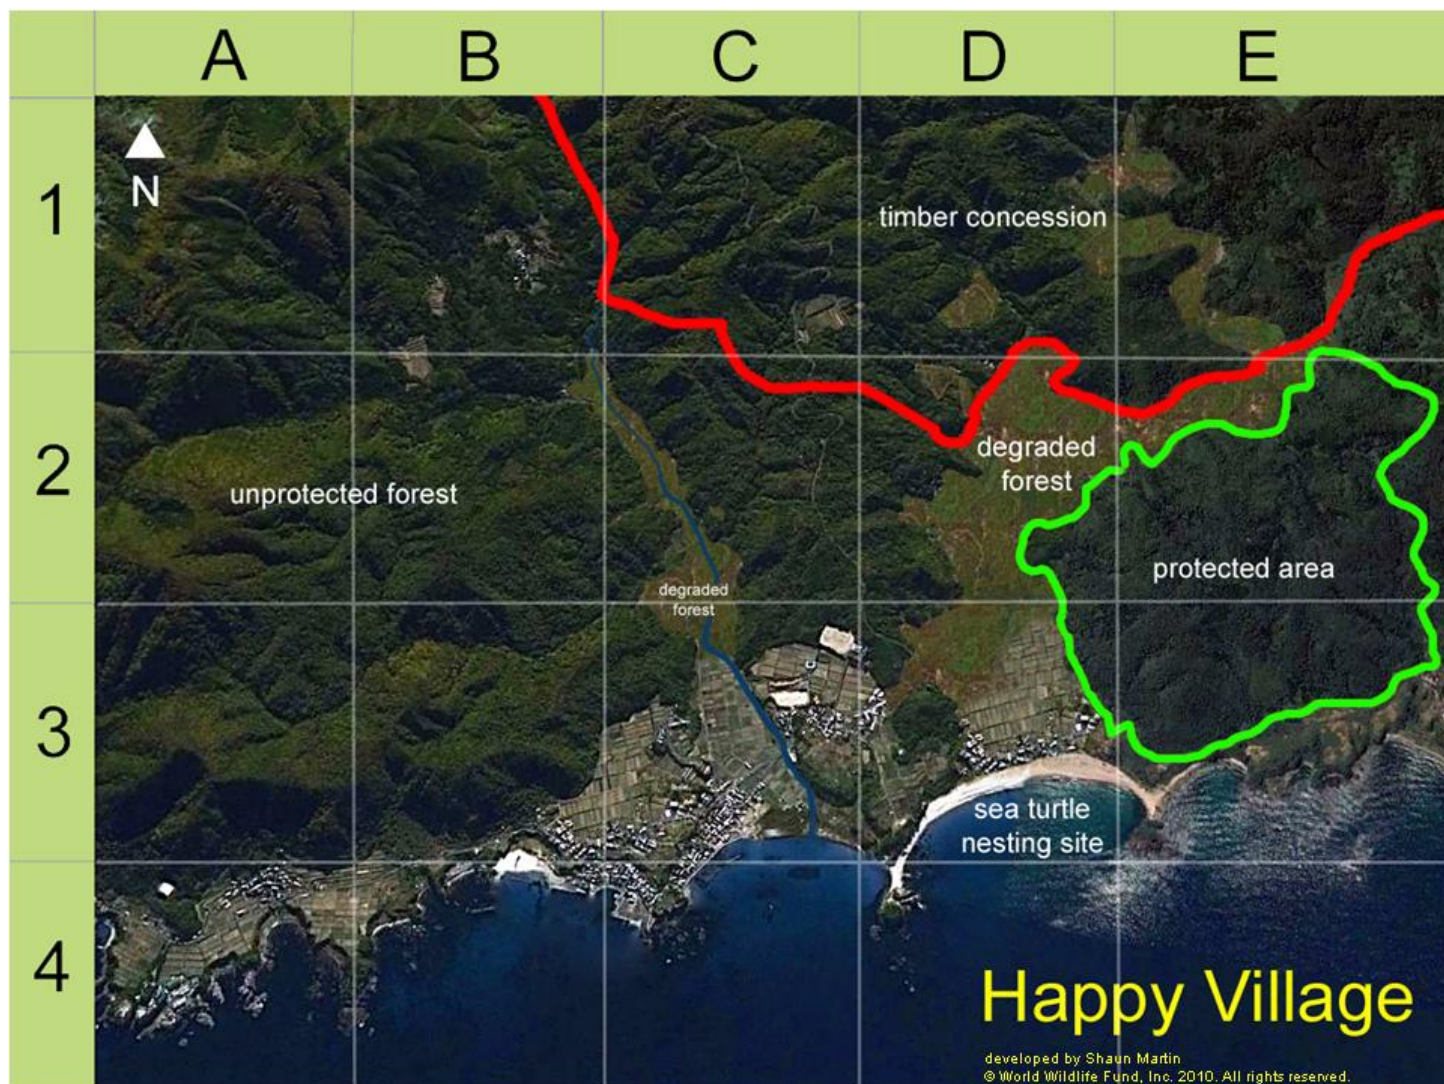 A B C D E
1
N
timber concession
2
degraded
forest
unprotected forest
protected area
degraded
forest
3
sea turtle
nesting site
4
Happy Village
developed by Shaun Martin
© World Wildlife Fund, Inc. 2010. All rights reserved.